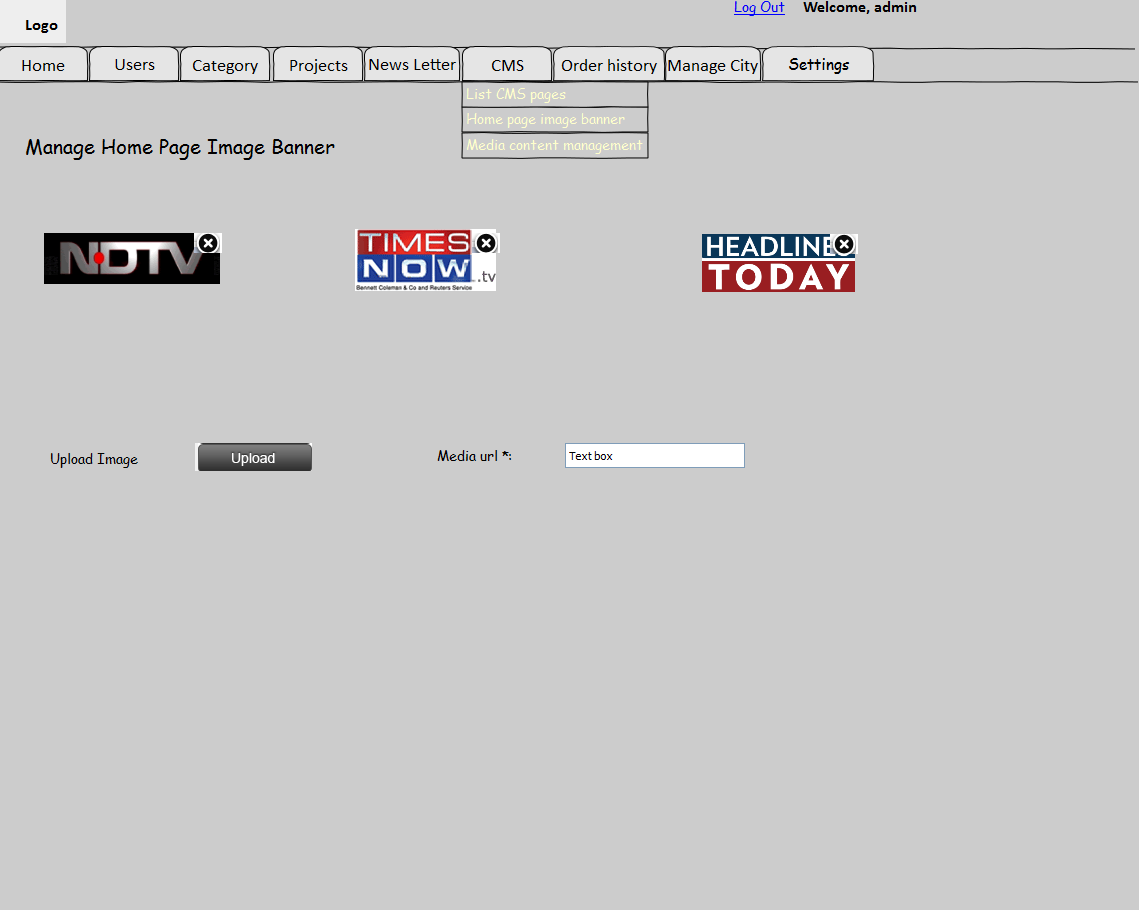 Logo
Log Out Welcome, admin
Home Users Category Projects News Letter CMS Order history Manage City Settings
List CMS pages
Home page image banner
Media content management
Manage Home Page Image Banner
NDTV
TIMES
NOW
..tv
Bennett Coleman & Co and Reuters Service
HEADLINE
TODAY
Upload Image Upload Media url *: Text box